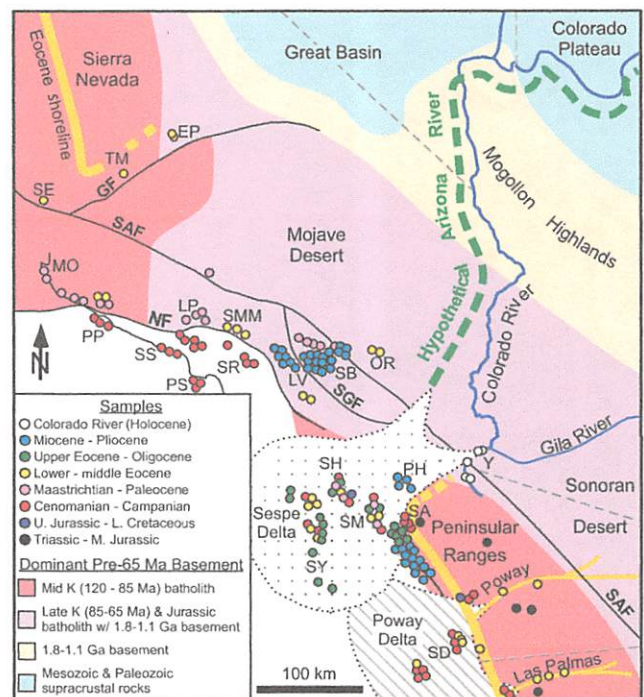 Sierra
Nevada
Great Basin
Colorado
Plateau
Eocene shoreline
EP
TM
GF
SE
SAF
River
Arizona
Hypothetical
Mogollon
Highlands
Mojave
Desert
Colorado River
MO
NF
LP
SMM
PP
SS
SR
PS
LV
SB
SGF
OR
N
Gila River
Y
Sonoran
Desert
SAF
SH
PH
Sespe
Delta
SM
SA
SY
Peninsular
Ranges
Poway
Poway
Delta
SD
Las Palmas
100 km
Samples
Colorado River (Holocene)
Miocene - Pliocene
Upper Eocene - Oligocene
Lower - middle Eocene
Maastrichtian - Paleocene
Cenomanian - Campanian
U. Jurassic - L. Cretaceous
Triassic - M. Jurassic
Dominant Pre-65 Ma Basement
Mid K (120 - 85 Ma) batholith
Late K (85-65 Ma) & Jurassic
batholith w/ 1.8-1.1 Ga basement
1.8-1.1 Ga basement
Mesozoic & Paleozoic
supracrustal rocks